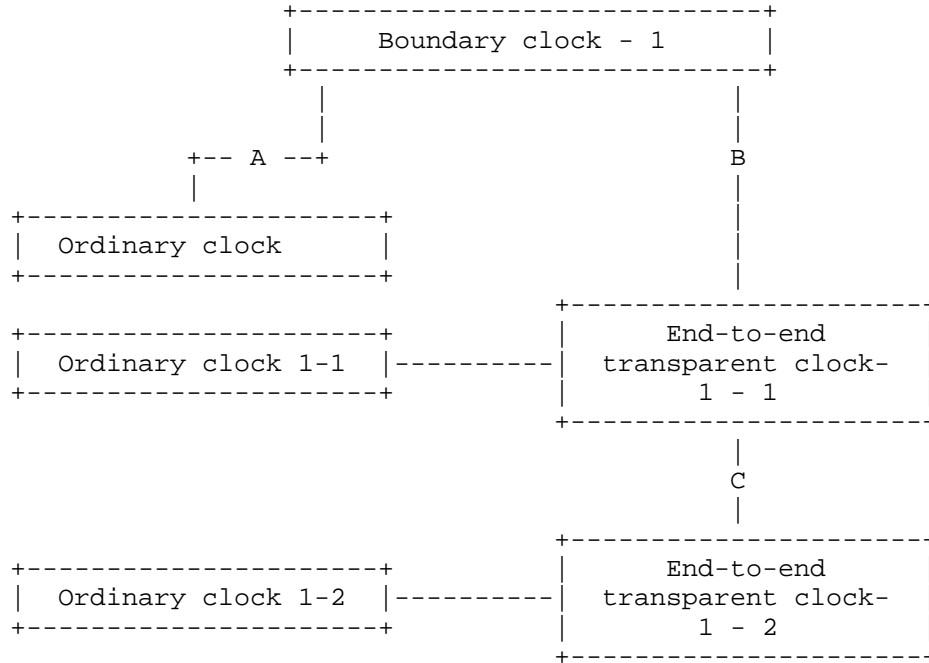 Boundary clock - 1
A
B
Ordinary clock
End-to-end
Ordinary clock 1-1
transparent clock-
1 - 1
C
End-to-end
Ordinary clock 1-2
transparent clock-
1 - 2